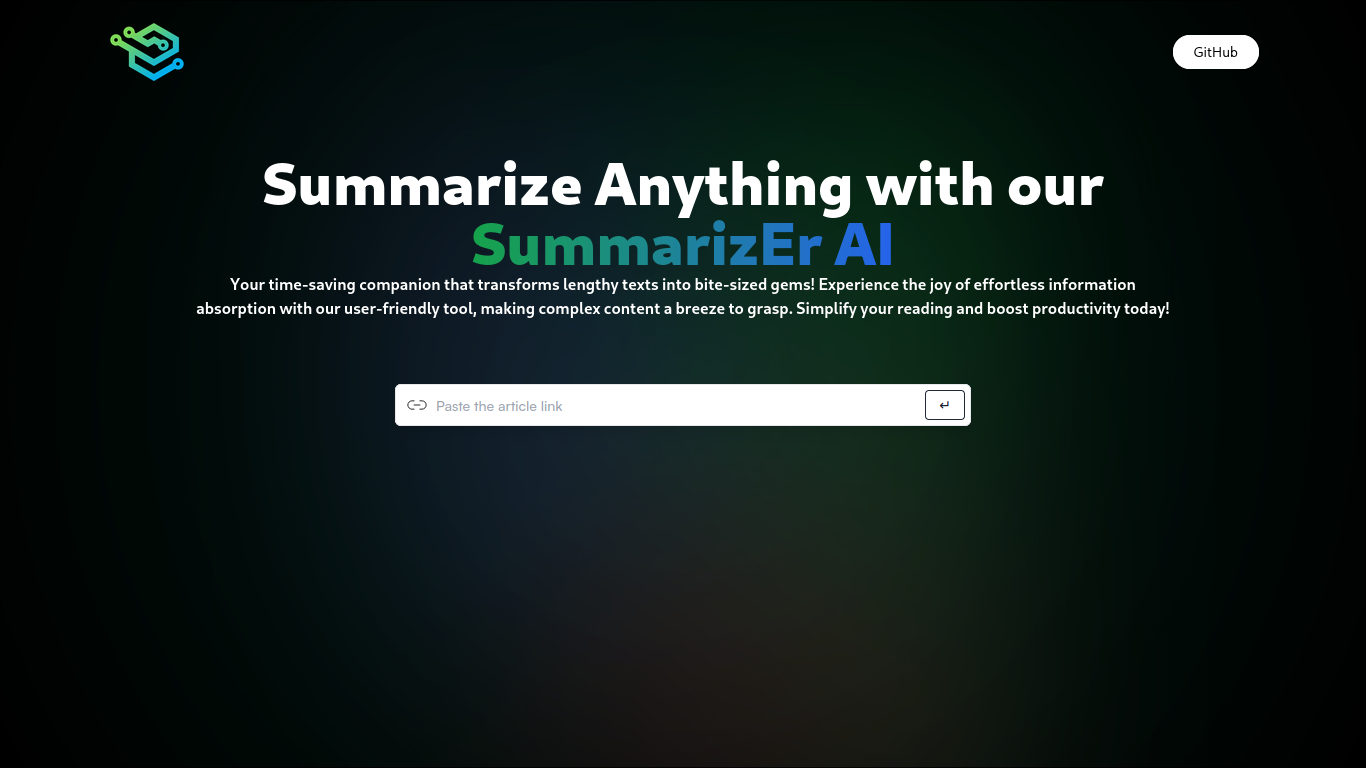 GitHub
Summarize Anything with our
SummarizEr AI
Your time-saving companion that transforms lengthy texts into bite-sized gems! Experience the joy of effortless information
absorption with our user-friendly tool, making complex content a breeze to grasp. Simplify your reading and boost productivity today!
Paste the article link
↵